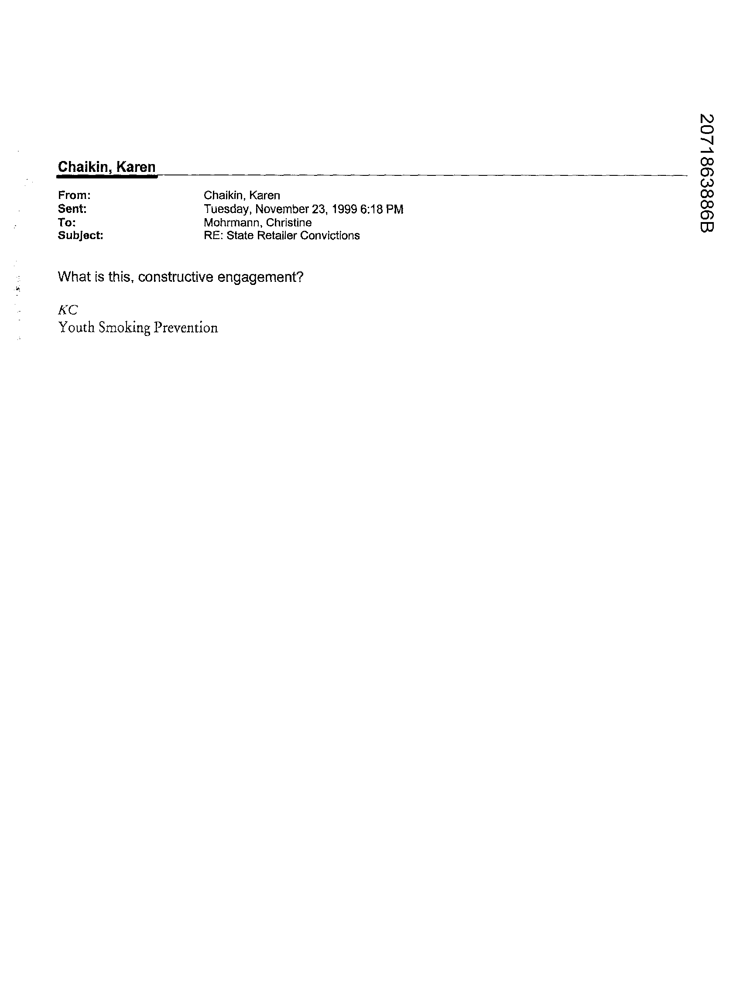 Chaikin, Karen
From: Chaikin, Karen
Sent: Tuesday, November 23, 1999 6:18 PM
To: Mohrmann, Christine
Subject: RE: State Retailer Convictions
What is this, constructive engagement?
KC
Youth Smoking Prevention
2071863886B